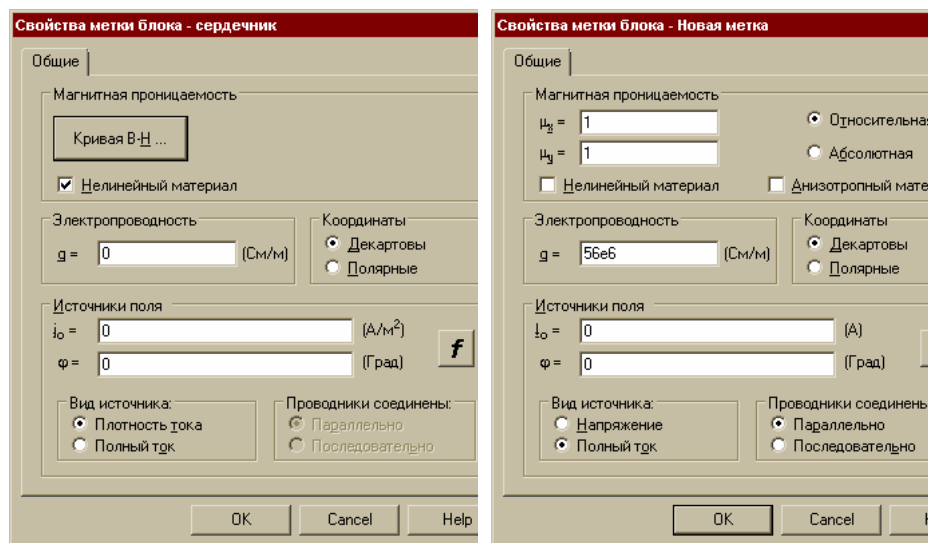 Свойства метки блока - сердечник
Общие
Магнитная проницаемость
Кривая B-H ...
Нелинейный материал
Электропроводность
g = 0 (См/м)
Координаты
Декартовы
Полярные
Источники поля
jo = 0 (А/м²)
φ = 0 (Град)
f
Вид источника:
Плотность тока
Полный ток
Проводники соединены:
Параллельно
Последовательно
OK Cancel Help
Свойства метки блока - Новая метка
Общие
Магнитная проницаемость
μx = 1
μy = 1
Относительная
Абсолютная
Нелинейный материал
Анизотропный мате
Электропроводность
g = 56e6 (См/м)
Координаты
Декартовы
Полярные
Источники поля
Io = 0 (А)
φ = 0 (Град)
Вид источника:
Напряжение
Полный ток
Проводники соединены
Параллельно
Последовательно
OK Cancel